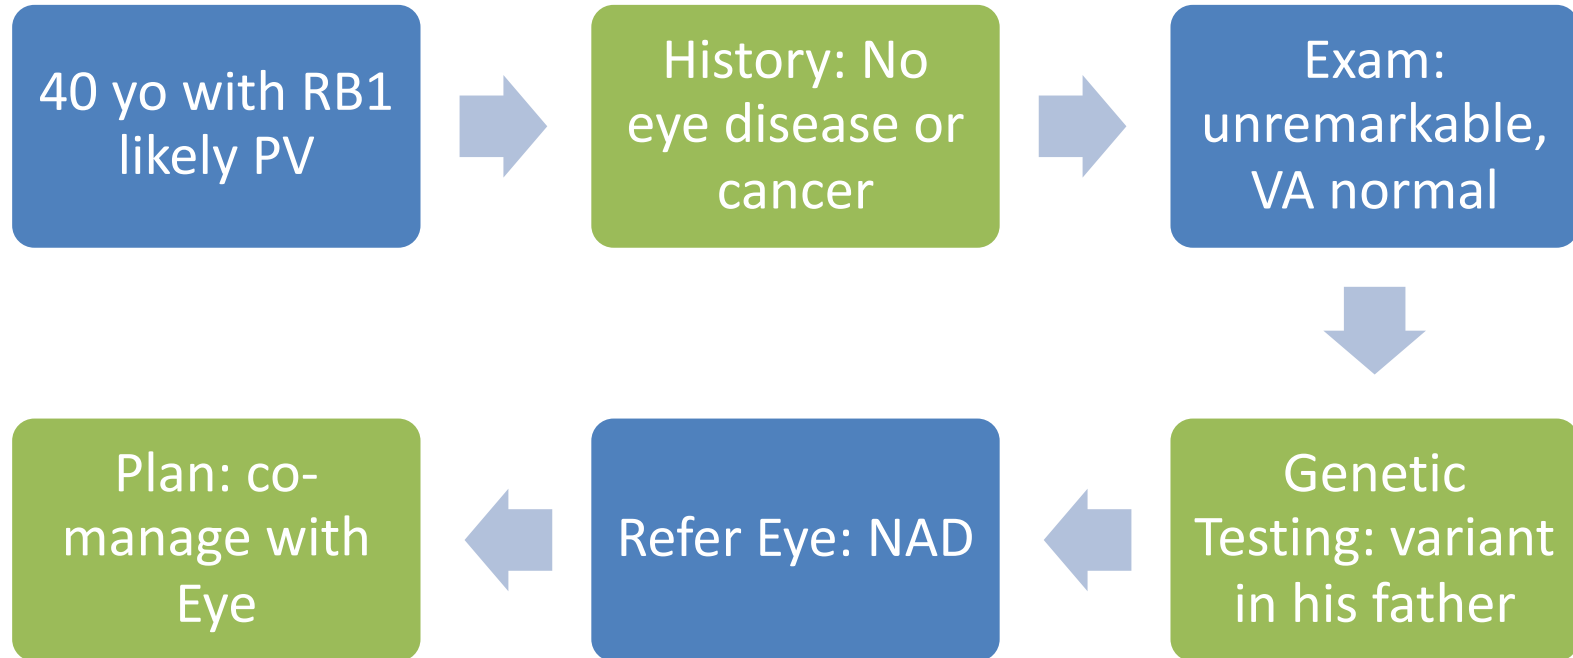 40 yo with RB1
likely PV
History: No
eye disease or
cancer
Exam:
unremarkable,
VA normal
Genetic
Testing: variant
in his father
Refer Eye: NAD
Plan: co-
manage with
Eye